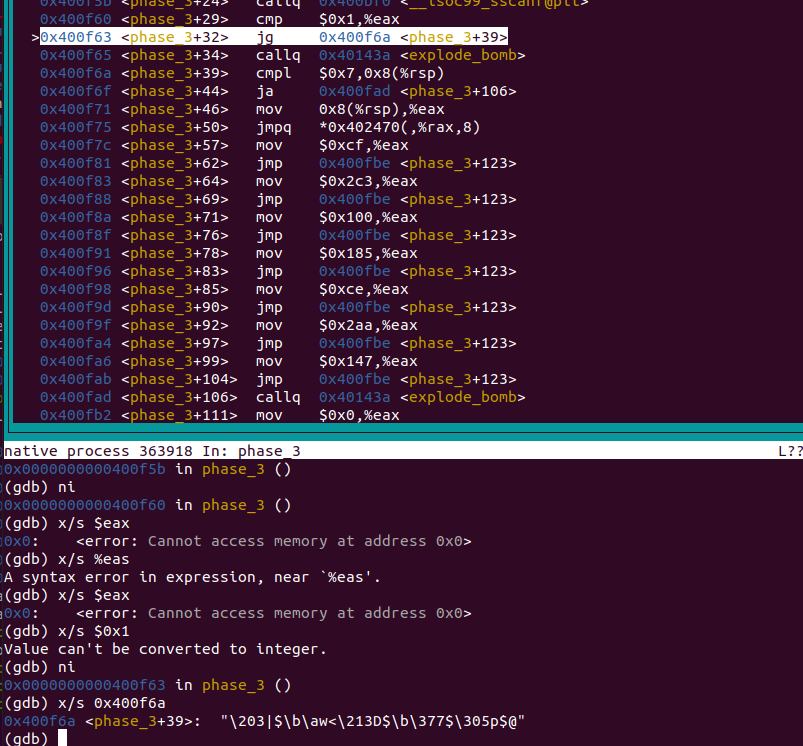 0x400f5b <phase_3+24> callq 0x400bf0 <__isoc99_sscanf@plt>
0x400f60 <phase_3+29> cmp $0x1,%eax
>0x400f63 <phase_3+32> jg 0x400f6a <phase_3+39>
0x400f65 <phase_3+34> callq 0x40143a <explode_bomb>
0x400f6a <phase_3+39> cmpl $0x7,0x8(%rsp)
0x400f6f <phase_3+44> ja 0x400fad <phase_3+106>
0x400f71 <phase_3+46> mov 0x8(%rsp),%eax
0x400f75 <phase_3+50> jmpq *0x402470(,%rax,8)
0x400f7c <phase_3+57> mov $0xcf,%eax
0x400f81 <phase_3+62> jmp 0x400fbe <phase_3+123>
0x400f83 <phase_3+64> mov $0x2c3,%eax
0x400f88 <phase_3+69> jmp 0x400fbe <phase_3+123>
0x400f8a <phase_3+71> mov $0x100,%eax
0x400f8f <phase_3+76> jmp 0x400fbe <phase_3+123>
0x400f91 <phase_3+78> mov $0x185,%eax
0x400f96 <phase_3+83> jmp 0x400fbe <phase_3+123>
0x400f98 <phase_3+85> mov $0xce,%eax
0x400f9d <phase_3+90> jmp 0x400fbe <phase_3+123>
0x400f9f <phase_3+92> mov $0x2aa,%eax
0x400fa4 <phase_3+97> jmp 0x400fbe <phase_3+123>
0x400fa6 <phase_3+99> mov $0x147,%eax
0x400fab <phase_3+104> jmp 0x400fbe <phase_3+123>
0x400fad <phase_3+106> callq 0x40143a <explode_bomb>
0x400fb2 <phase_3+111> mov $0x0,%eax
native process 363918 In: phase_3 L??
0x0000000000400f5b in phase_3 ()
(gdb) ni
0x0000000000400f60 in phase_3 ()
(gdb) x/s $eax
0x0: <error: Cannot access memory at address 0x0>
(gdb) x/s %eas
A syntax error in expression, near `%eas'.
(gdb) x/s $eax
0x0: <error: Cannot access memory at address 0x0>
(gdb) x/s $0x1
Value can't be converted to integer.
(gdb) ni
0x0000000000400f63 in phase_3 ()
(gdb) x/s 0x400f6a
0x400f6a <phase_3+39>: "\203|$\b\aw<\213D$\b\377$\305p$@"
(gdb)